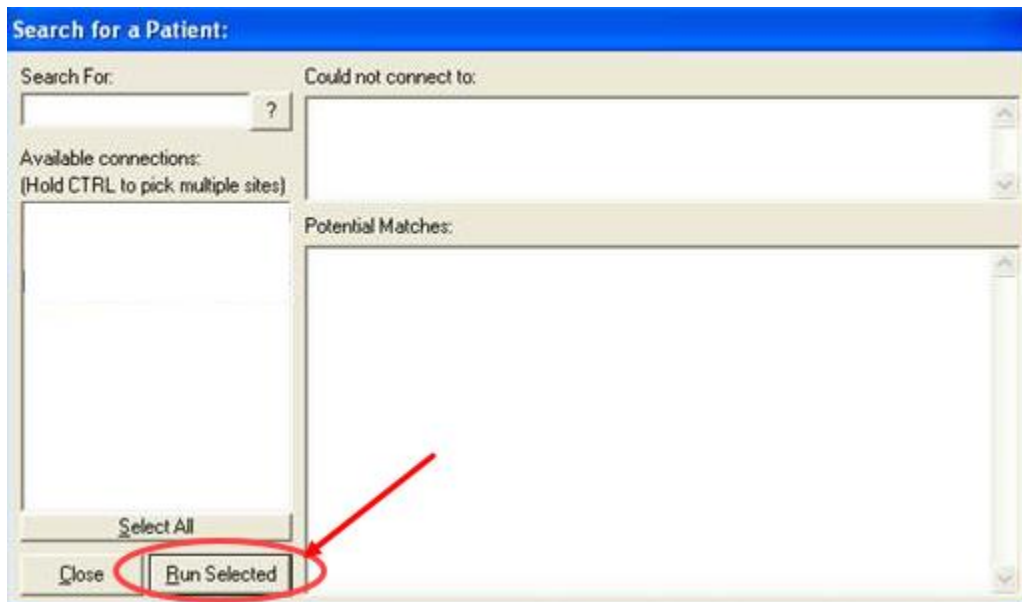 Search for a Patient:
Search For:
?
Available connections:
(Hold CTRL to pick multiple sites)
Select All
Close
Run Selected
Could not connect to:
Potential Matches: